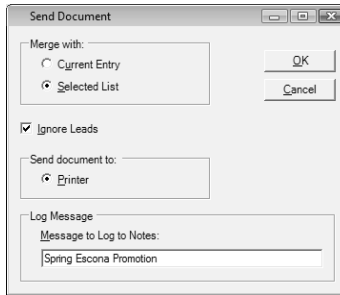 Send Document
Merge with:
Current Entry
Selected List
OK
Cancel
Ignore Leads
Send document to:
Printer
Log Message
Message to Log to Notes:
Spring Escona Promotion